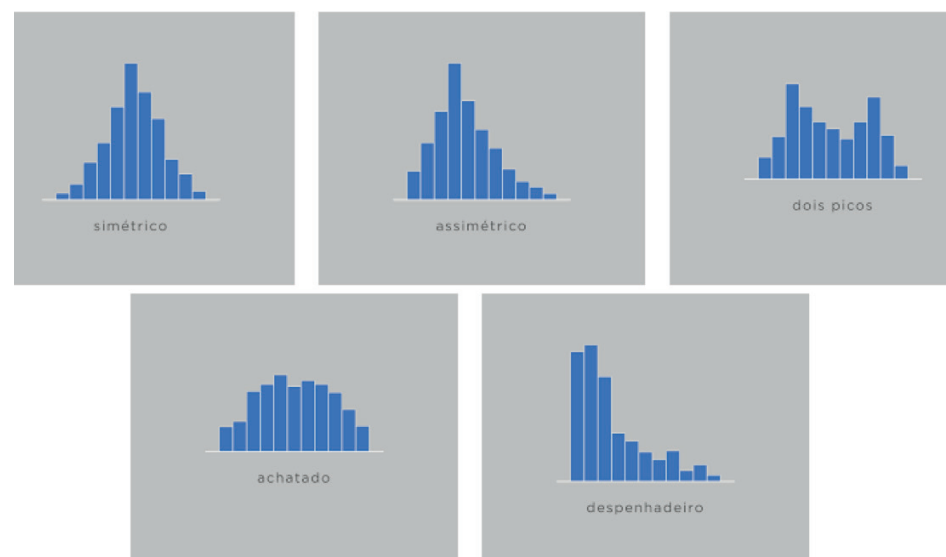 simétrico
assimétrico
dois picos
achatado
despenhadeiro